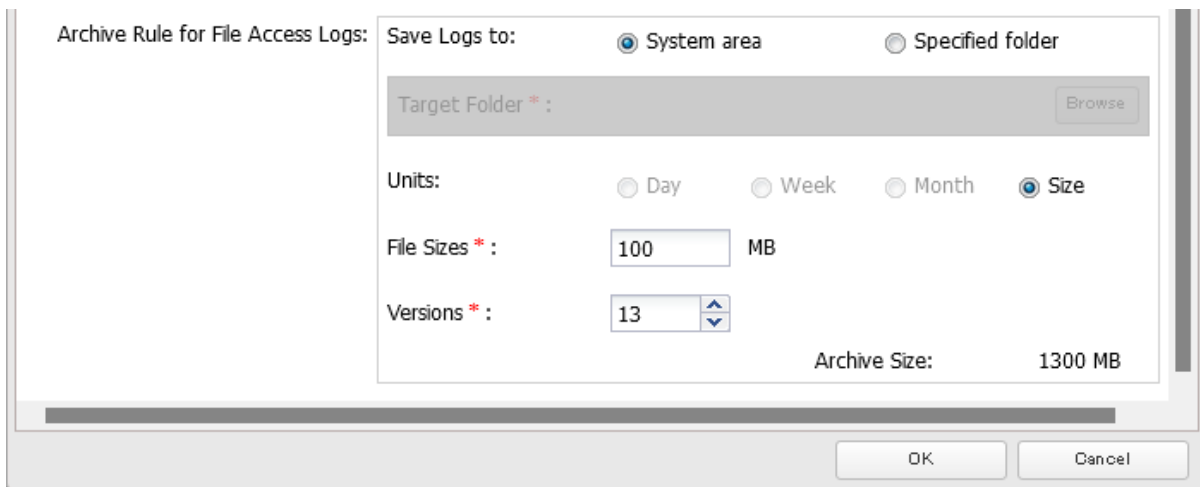 Archive Rule for File Access Logs: Save Logs to: System area Specified folder
Target Folder * : Browse
Units: Day Week Month Size
File Sizes * : 100 MB
Versions * : 13
Archive Size: 1300 MB
OK Cancel